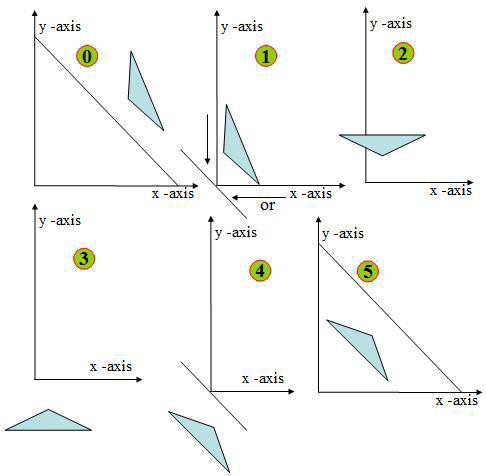 y -axis
0
x -axis
y -axis
1
x -axis
or
y -axis
2
x -axis
y -axis
3
x -axis
y -axis
4
x -axis
y -axis
5
x -axis